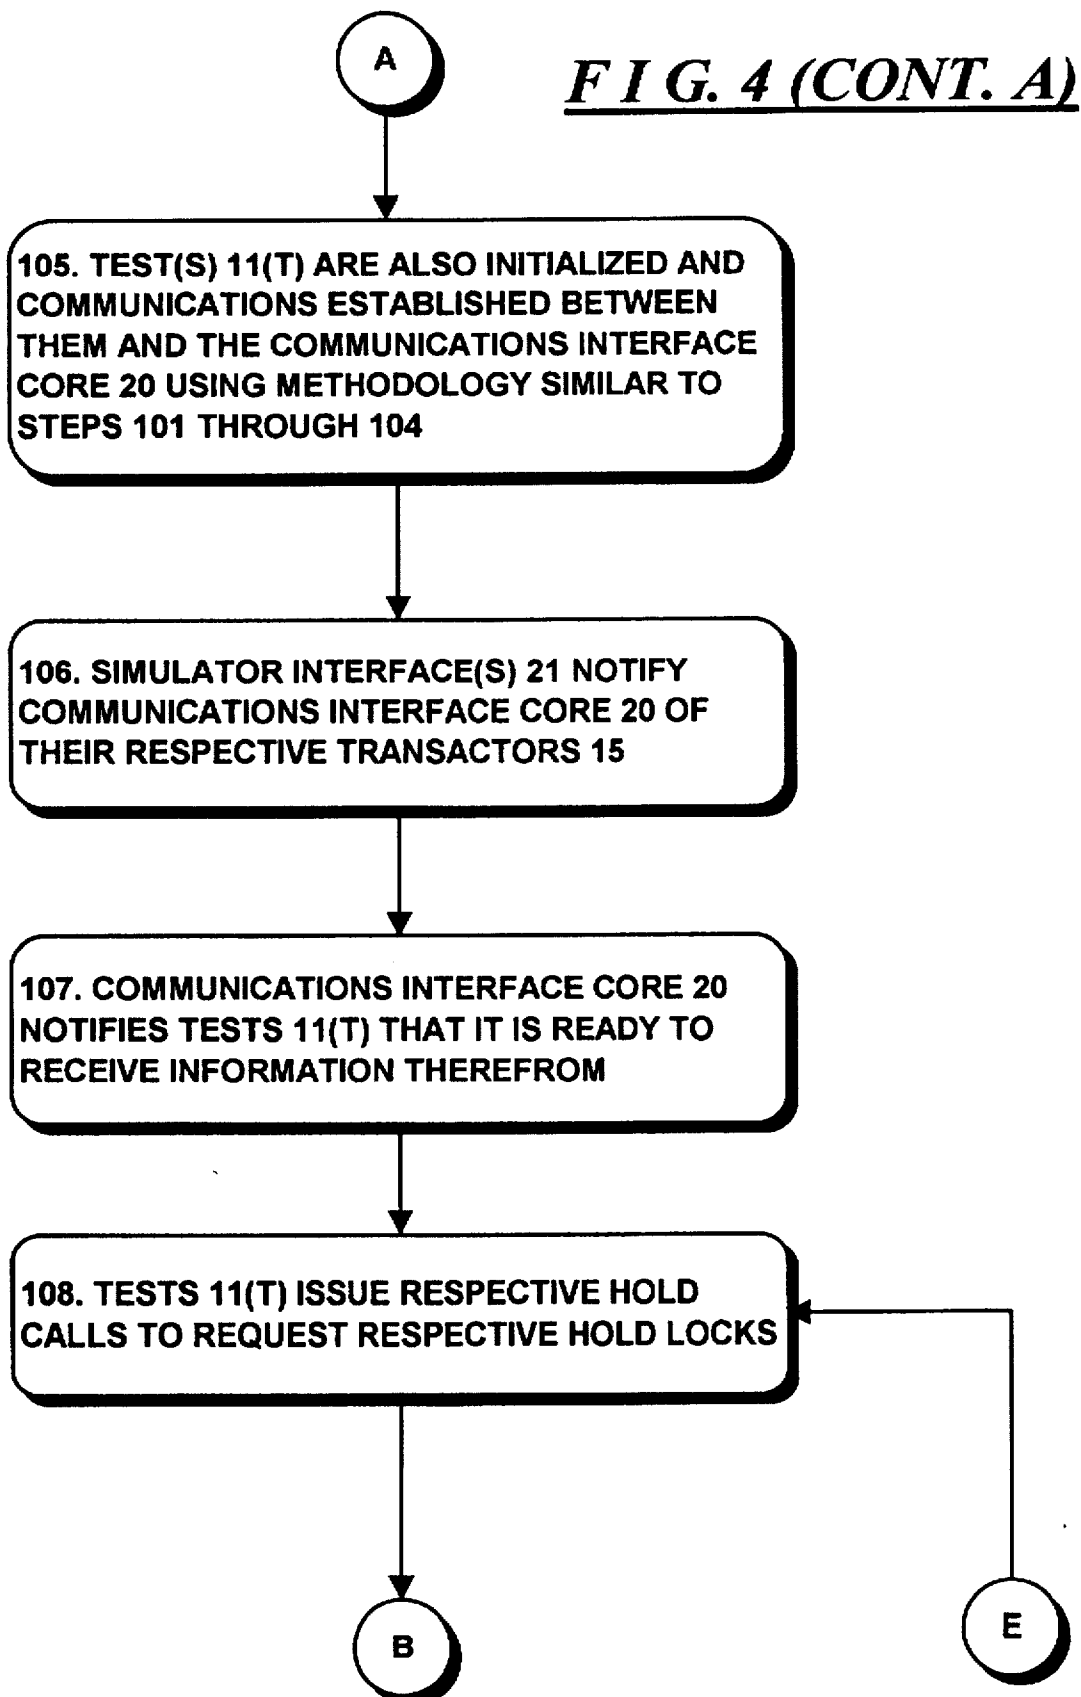 A
F I G. 4 (CONT. A)
105. TEST(S) 11(T) ARE ALSO INITIALIZED AND
COMMUNICATIONS ESTABLISHED BETWEEN
THEM AND THE COMMUNICATIONS INTERFACE
CORE 20 USING METHODOLOGY SIMILAR TO
STEPS 101 THROUGH 104
106. SIMULATOR INTERFACE(S) 21 NOTIFY
COMMUNICATIONS INTERFACE CORE 20 OF
THEIR RESPECTIVE TRANSACTORS 15
107. COMMUNICATIONS INTERFACE CORE 20
NOTIFIES TESTS 11(T) THAT IT IS READY TO
RECEIVE INFORMATION THEREFROM
108. TESTS 11(T) ISSUE RESPECTIVE HOLD
CALLS TO REQUEST RESPECTIVE HOLD LOCKS
B
E